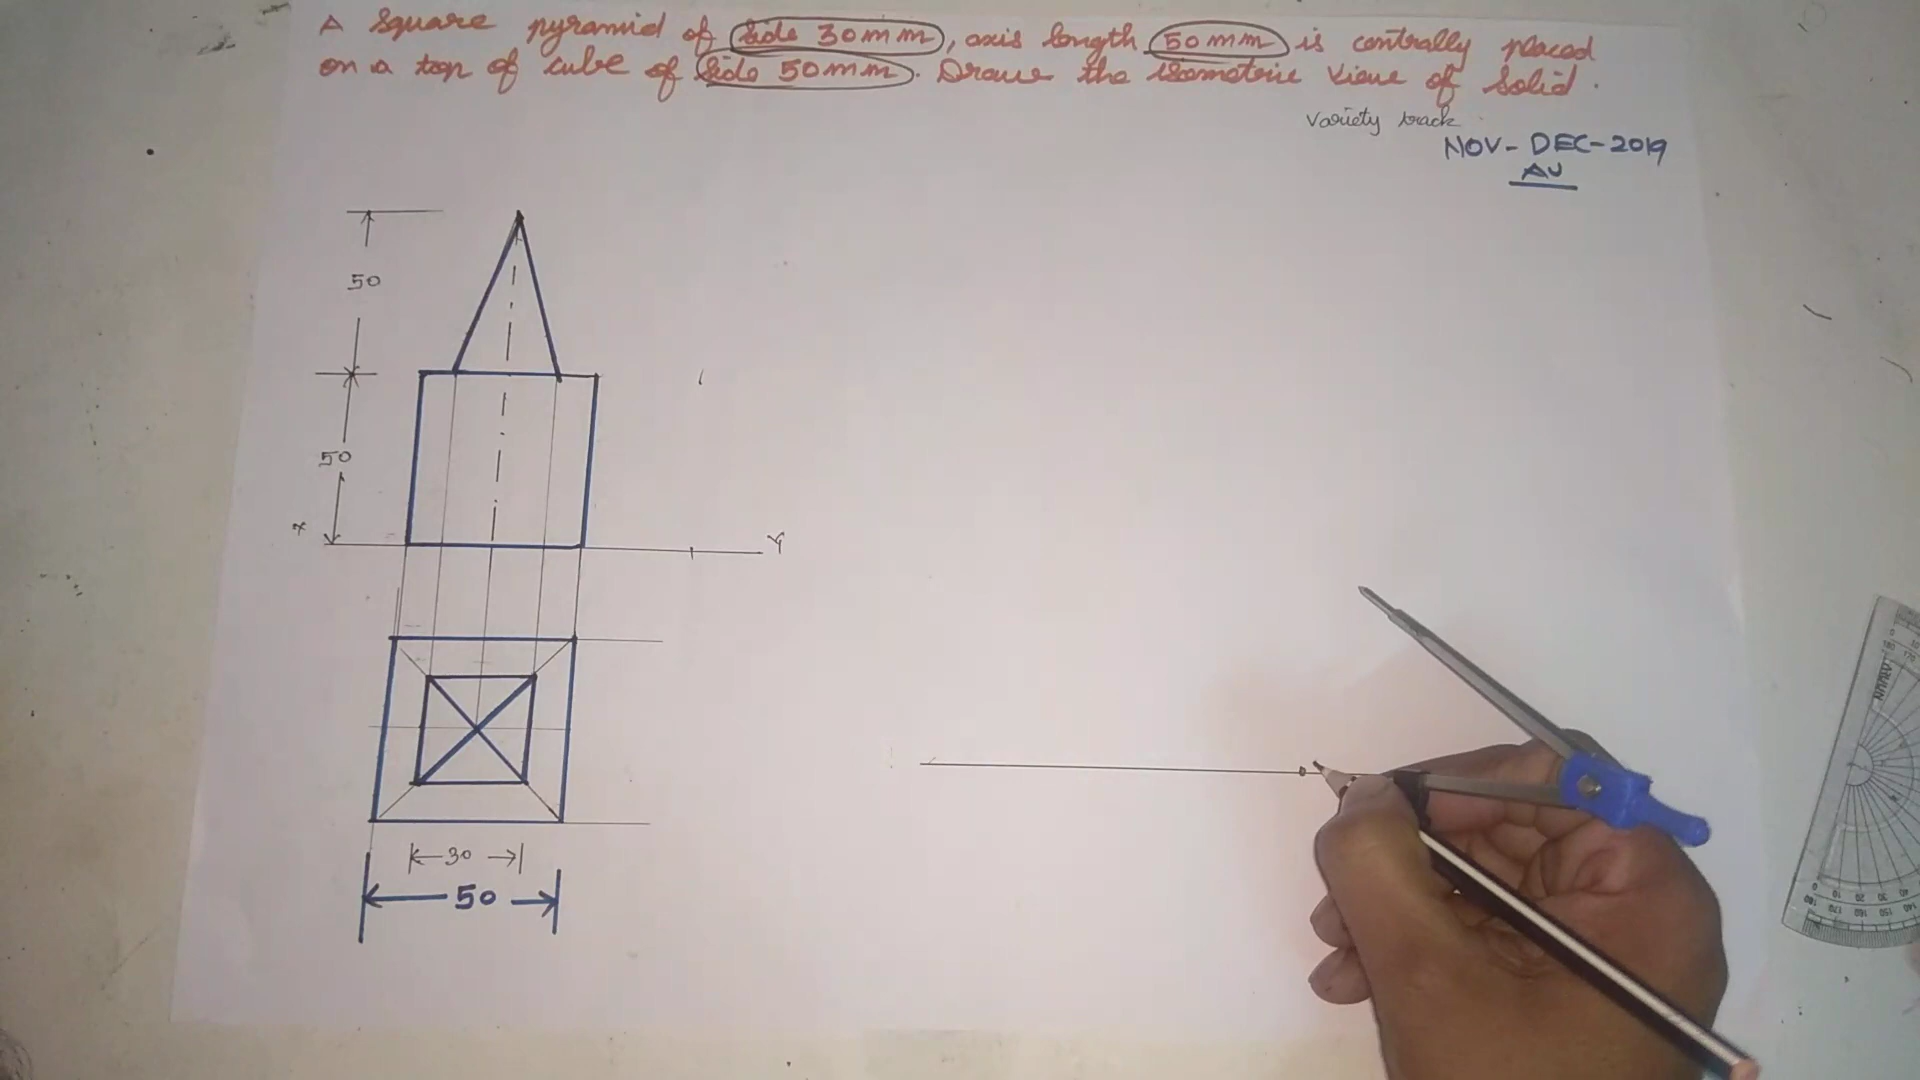 A square pyramid of side 30mm, axis length 50mm is centrally placed
on a top of cube of side 50mm. Draw the isometric view of solid.
Variety track
NOV-DEC-2019
AU
50
50
X
Y
30
50